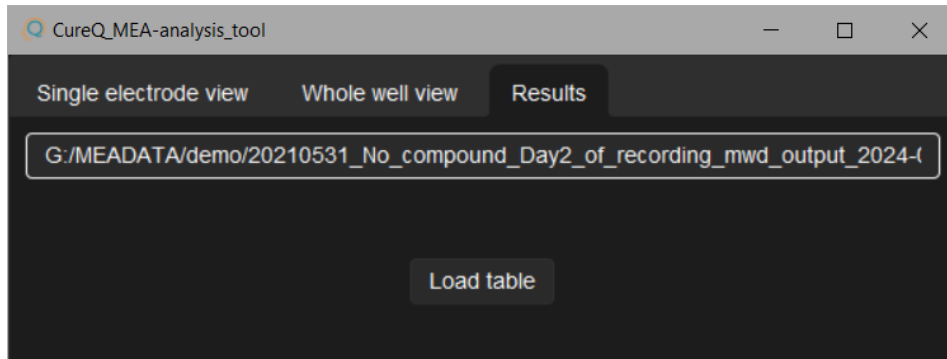 CureQ_MEA-analysis_tool
Single electrode view Whole well view Results
G:/MEADATA/demo/20210531_No_compound_Day2_of_recording_mwd_output_2024-
Load table